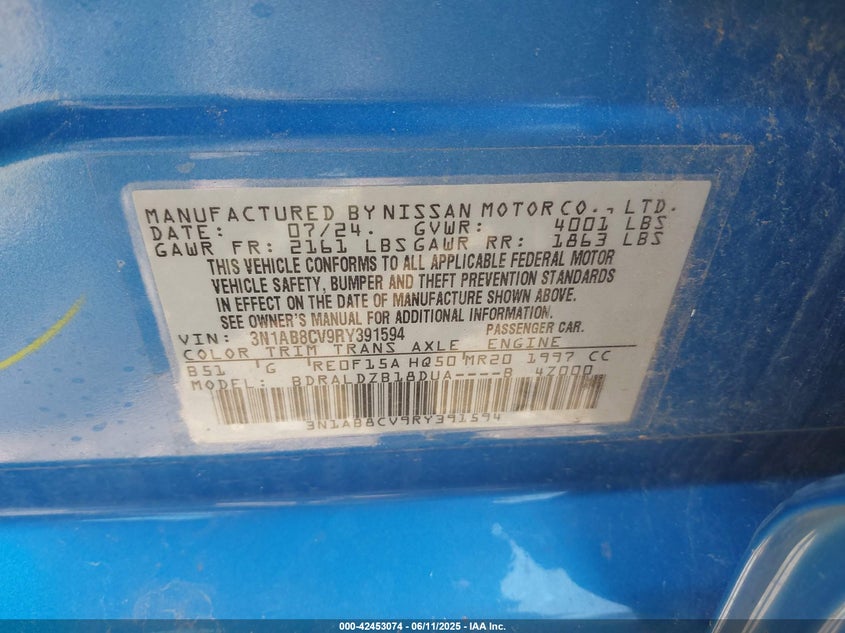 MANUFACTURED BY NISSAN MOTOR CO., LTD.
DATE: 07/24. GVWR: 4001 LBS
GAWR FR: 2161 LBS GAWR RR: 1863 LBS
THIS VEHICLE CONFORMS TO ALL APPLICABLE FEDERAL MOTOR
VEHICLE SAFETY, BUMPER AND THEFT PREVENTION STANDARDS
IN EFFECT ON THE DATE OF MANUFACTURE SHOWN ABOVE.
SEE OWNER'S MANUAL FOR ADDITIONAL INFORMATION.
VIN: 3N1AB8CV9RY391594 PASSENGER CAR.
COLOR TRIM TRANS AXLE ENGINE
B51 G RE0F15A HQ50 MR20 1997 CC
MODEL: BDRALDZB18DUA----B 4Z000
3N1AB8CV9RY391594
000-42453074 - 06/11/2025 - IAA Inc.